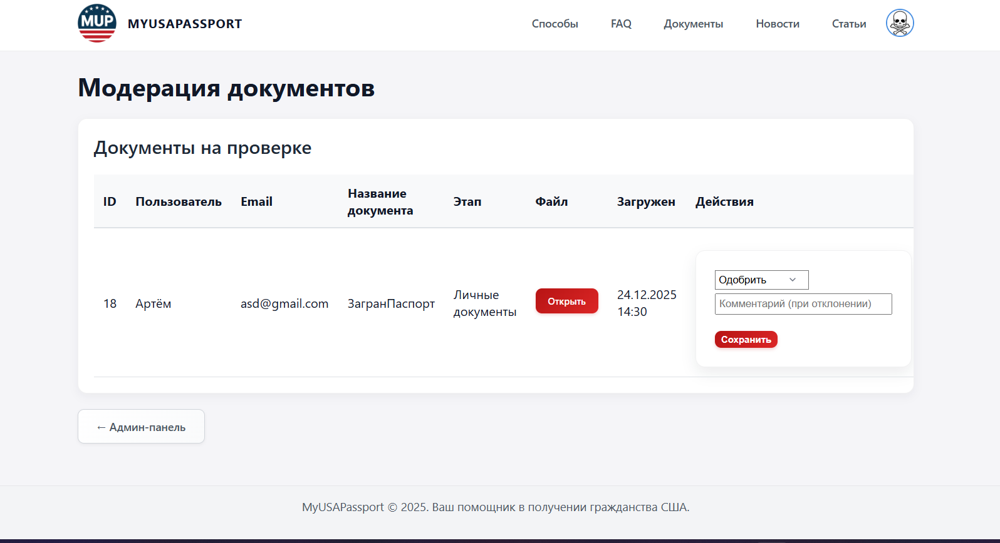 MUP
MYUSAPASSPORT
Способы
FAQ
Документы
Новости
Статьи
Модерация документов
Документы на проверке
ID
Пользователь
Email
Название
документа
Этап
Файл
Загружен
Действия
18
Артём
asd@gmail.com
ЗагранПаспорт
Личные
документы
Открыть
24.12.2025
14:30
Одобрить
Комментарий (при отклонении)
Сохранить
← Админ-панель
MyUSAPassport © 2025. Ваш помощник в получении гражданства США.